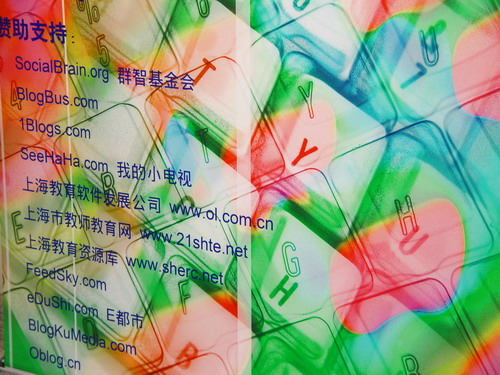 赞助支持：
SocialBrain.org 群智基金会
BlogBus.com
1Blogs.com
SeeHaHa.com 我的小电视
上海教育软件发展公司 www.ol.com.cn
上海市教师教育网 www.21shte.net
上海教育资源库 www.sherc.net
FeedSky.com
eDuShi.com E都市
BlogKuMedia.com
Oblog.cn